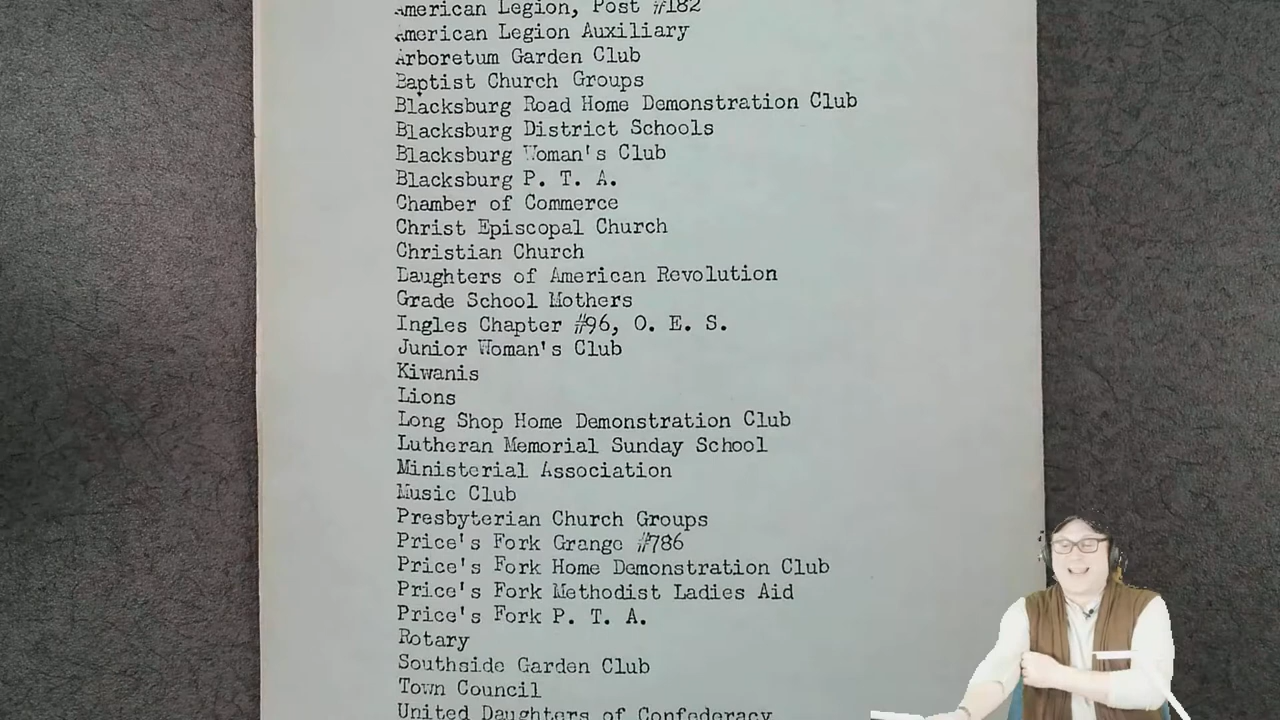 American Legion, Post #182
American Legion Auxiliary
Arboretum Garden Club
Baptist Church Groups
Blacksburg Road Home Demonstration Club
Blacksburg District Schools
Blacksburg Woman's Club
Blacksburg P. T. A.
Chamber of Commerce
Christ Episcopal Church
Christian Church
Daughters of American Revolution
Grade School Mothers
Ingles Chapter #96, O. E. S.
Junior Woman's Club
Kiwanis
Lions
Long Shop Home Demonstration Club
Lutheran Memorial Sunday School
Ministerial Association
Music Club
Presbyterian Church Groups
Price's Fork Grange #786
Price's Fork Home Demonstration Club
Price's Fork Methodist Ladies Aid
Price's Fork P. T. A.
Rotary
Southside Garden Club
Town Council
United Daughters of Confederacy